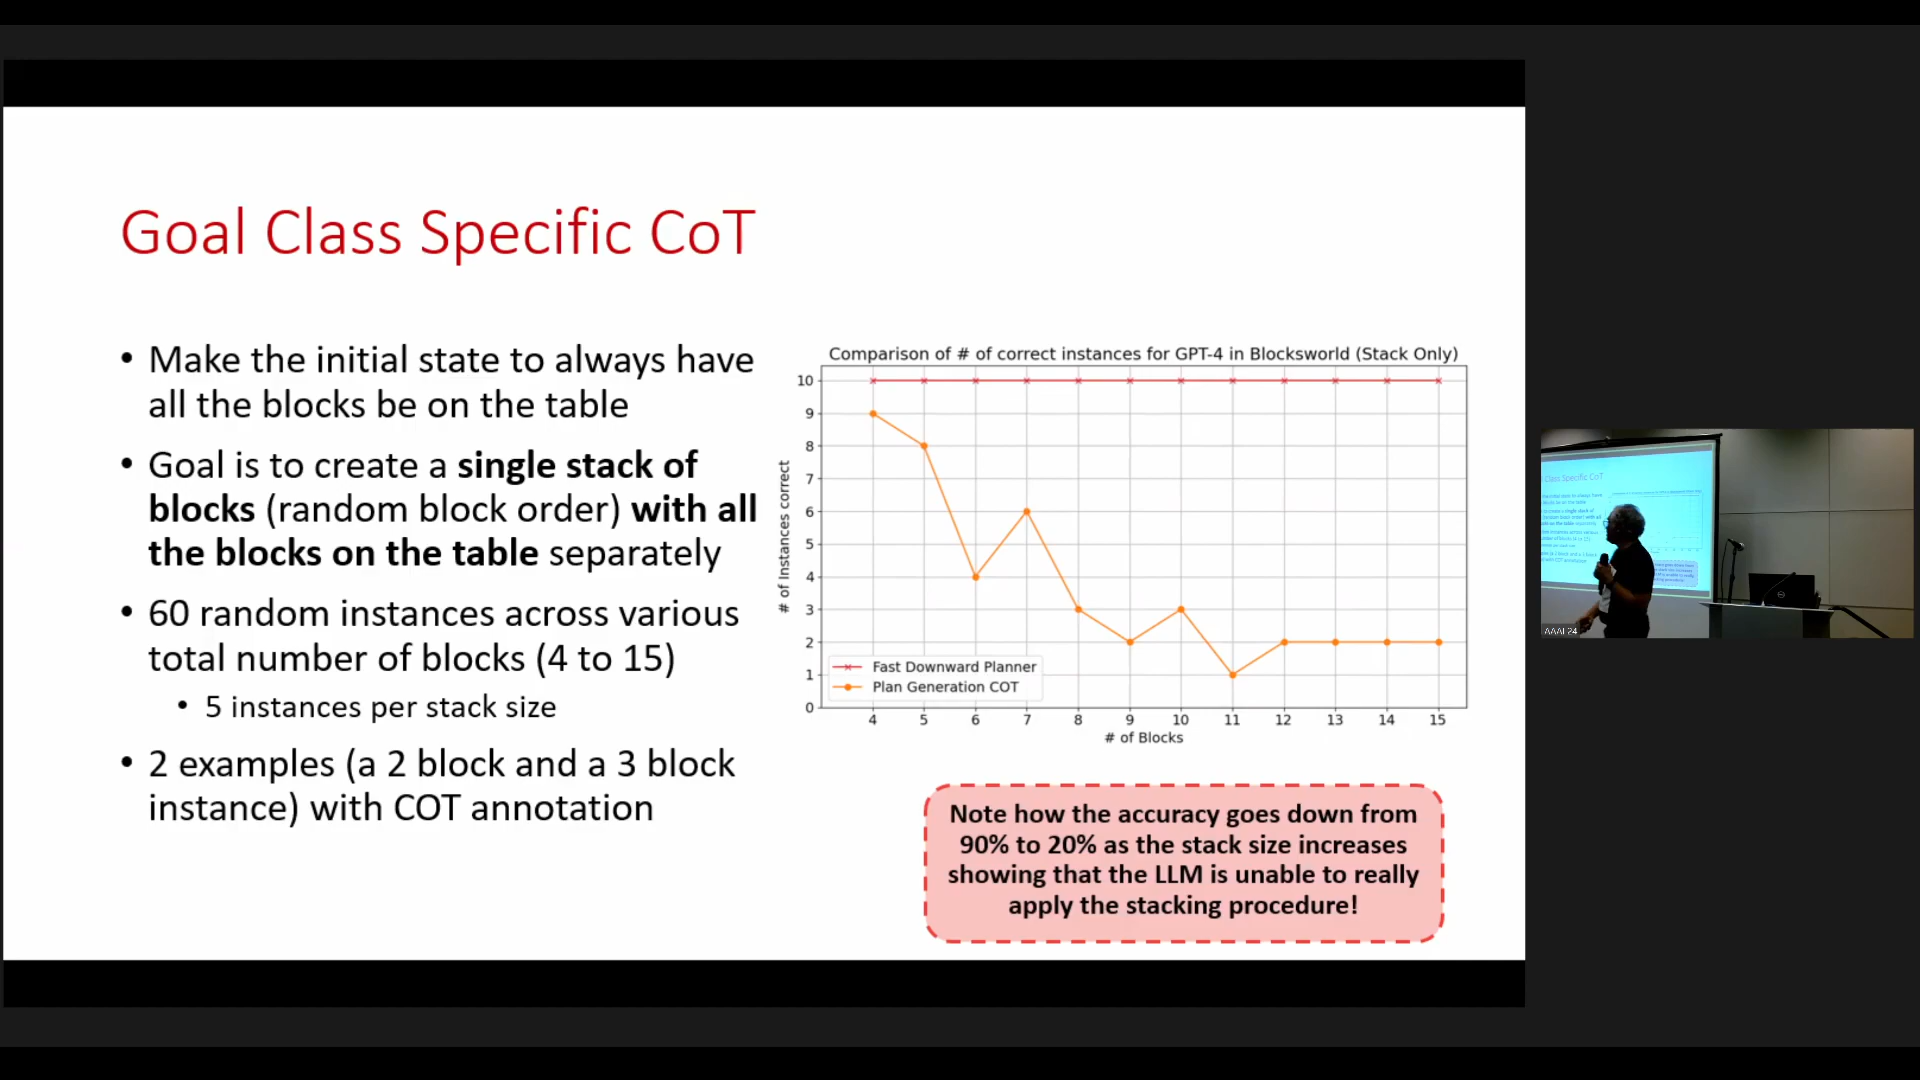 Goal Class Specific CoT
• Make the initial state to always have
all the blocks be on the table
• Goal is to create a single stack of
blocks (random block order) with all
the blocks on the table separately
• 60 random instances across various
total number of blocks (4 to 15)
• 5 instances per stack size
• 2 examples (a 2 block and a 3 block
instance) with COT annotation
Comparison of # of correct instances for GPT-4 in Blocksworld (Stack Only)
# of Instances correct
10
9
8
7
6
5
4
3
2
1
0
Fast Downward Planner
Plan Generation COT
4 5 6 7 8 9 10 11 12 13 14 15
# of Blocks
Note how the accuracy goes down from
90% to 20% as the stack size increases
showing that the LLM is unable to really
apply the stacking procedure!
Class Specific CoT
AAAI 24